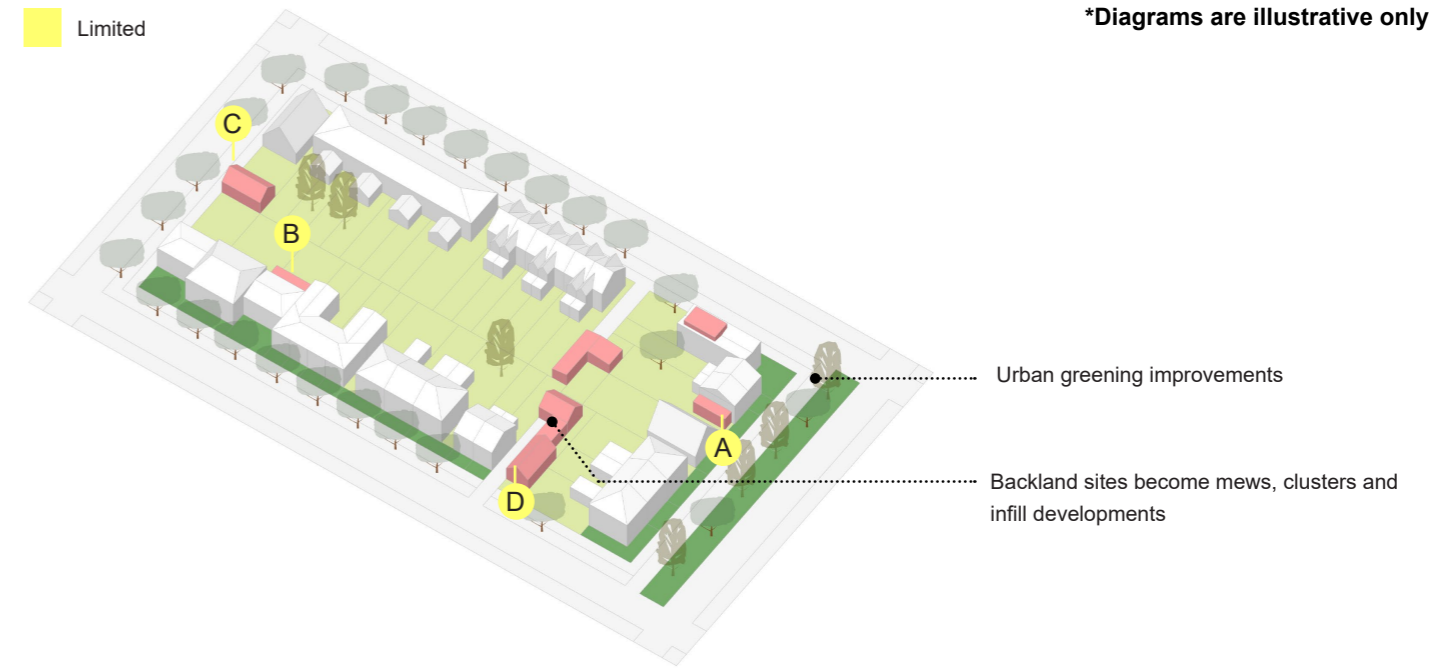 Limited
*Diagrams are illustrative only
C
B
A
D
Urban greening improvements
Backland sites become mews, clusters and
infill developments